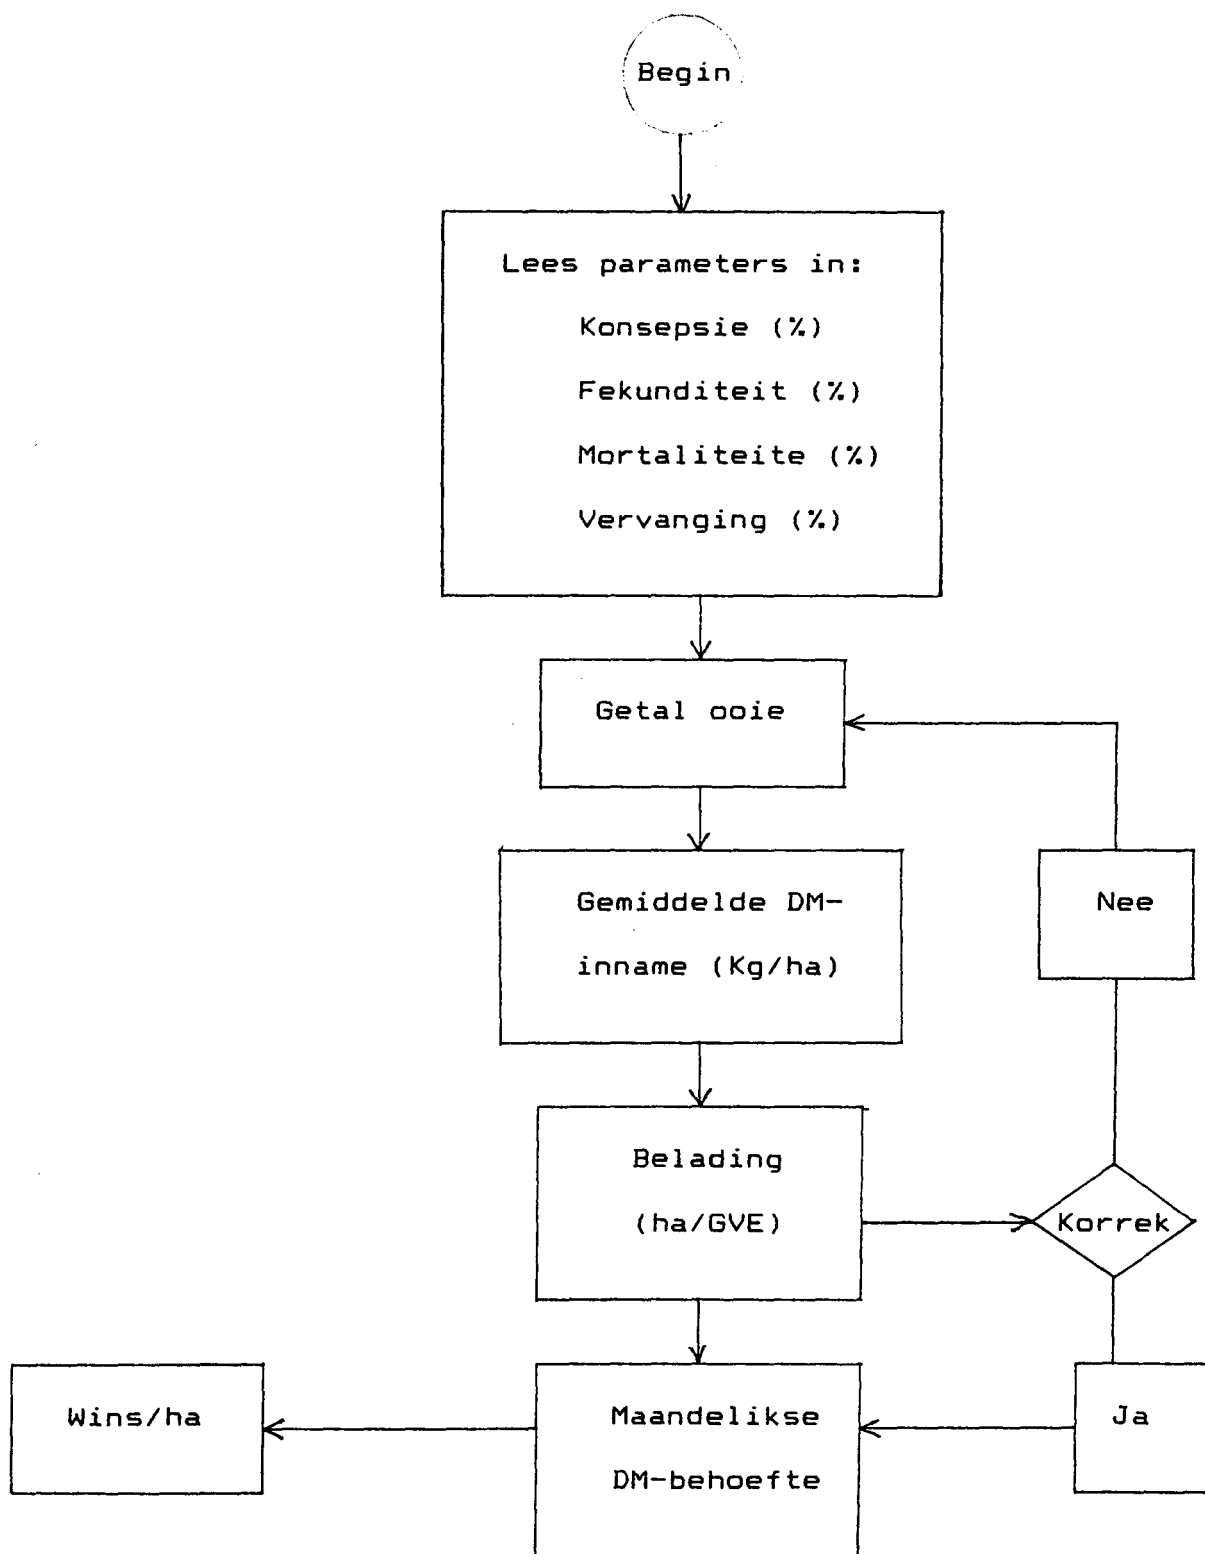 Begin
Lees parameters in:
Konsepsie (%)
Fekunditeit (%)
Mortaliteite (%)
Vervanging (%)
Getal ooie
Gemiddelde DM-
inname (Kg/ha)
Nee
Belading
(ha/GVE)
Korrek
Wins/ha
Maandelikse
DM-behoefte
Ja